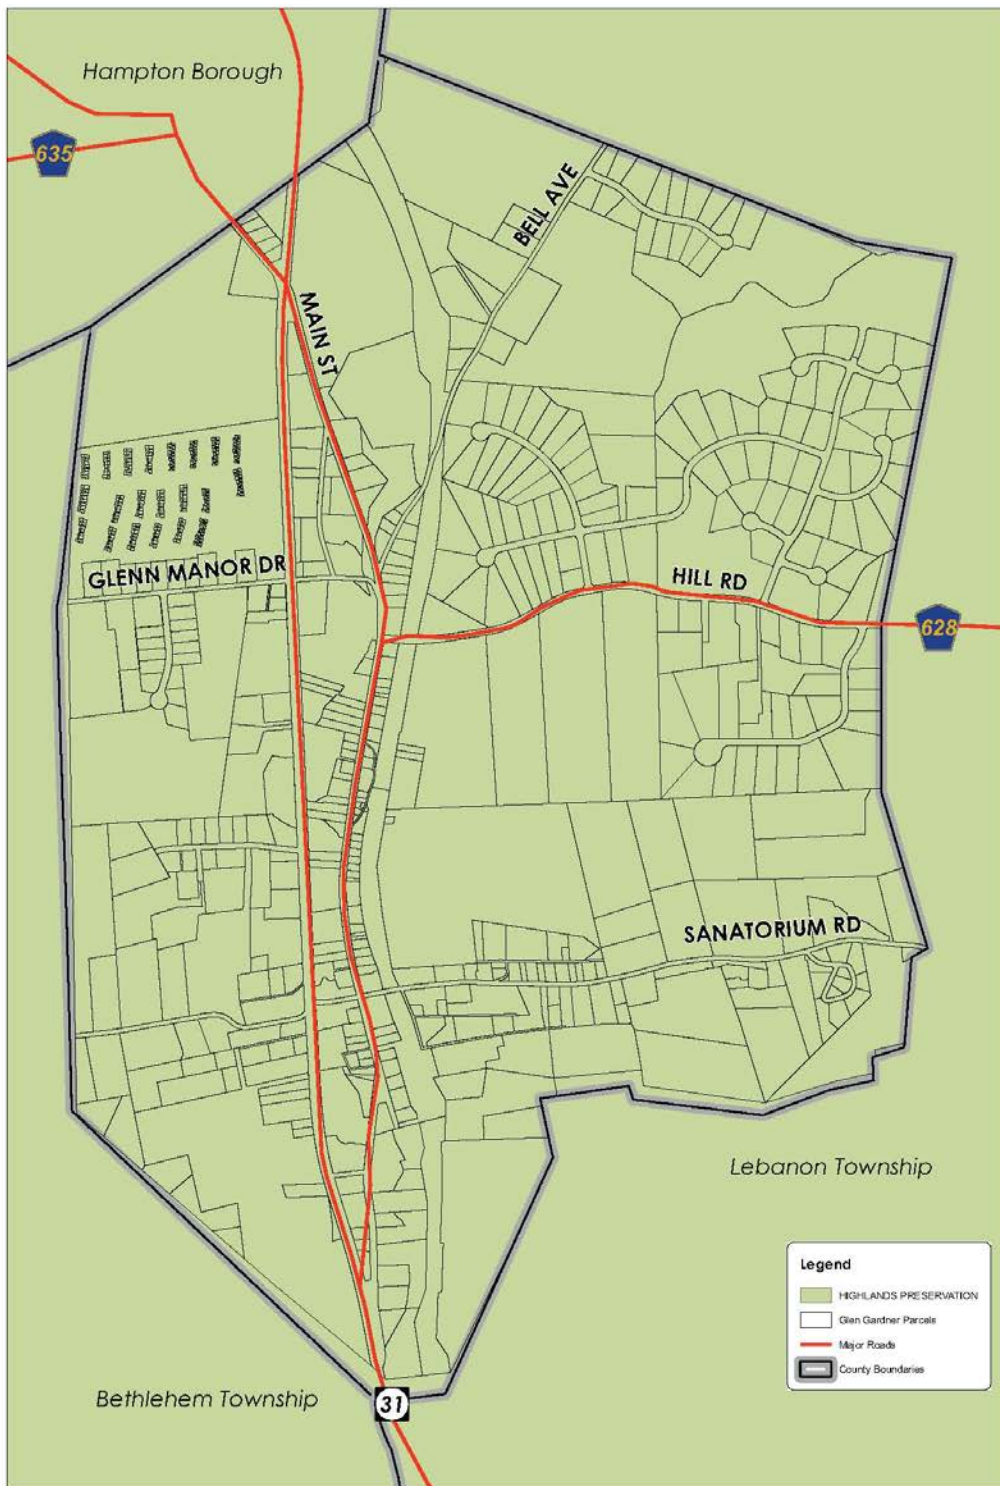 Hampton Borough
635
BELL AVE
MAIN ST
GLENN MANOR DR
HILL RD
628
SANATORIUM RD
Lebanon Township
Legend
HIGHLANDS PRESERVATION
Glen Gardner Parcels
Major Roads
County Boundaries
Bethlehem Township
31